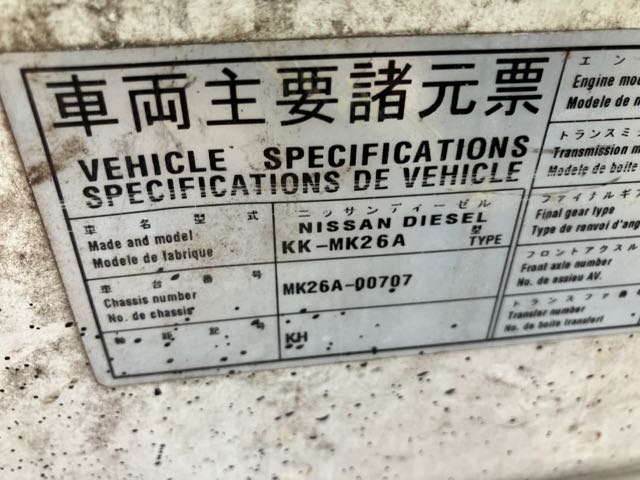 車両主要諸元票
VEHICLE SPECIFICATIONS
SPECIFICATIONS DE VEHICLE
車名型式
Made and model
Modele de fabrique
ニッサンディーゼル
NISSAN DIESEL
KK-MK26A 型
TYPE
車台番号
Chassis number
No. de chassis
MK26A-00707
記号
KH
エン
Engine mod
Modele de m
トランスミ
Transmission m
Modele de boite
ファイナルギ
Final gear type
Type de renvoi d'ang
フロントアクスル
Front axle number
No. de essieu AV.
トランスファ番
Transfer number
No. de boite transfert